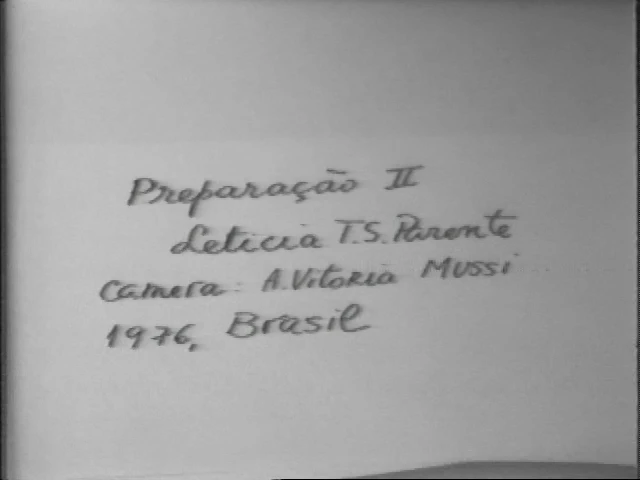 Preparação II
Leticia T.S. Parente
camera: A. Vitoria Mussi
1976, Brasil